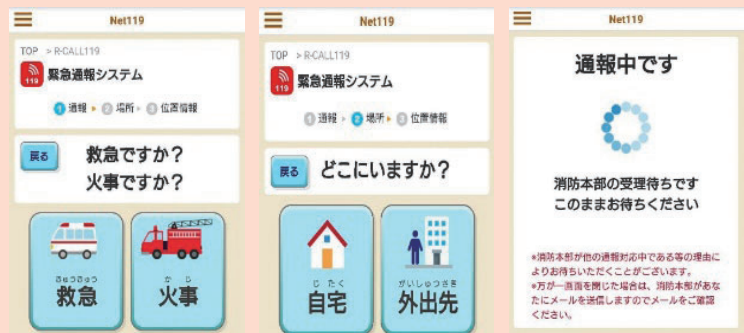 Net119
TOP > R-CALL119
119
緊急通報システム
1 通報 ▸ 2 場所 ▸ 3 位置情報
戻る
救急ですか？
火事ですか？
きゅうきゅう
救急
かじ
火事
Net119
TOP > R-CALL119
119
緊急通報システム
1 通報 ▸ 2 場所 ▸ 3 位置情報
戻る
どこにいますか？
じたく
自宅
がいしゅつさき
外出先
Net119
通報中です
消防本部の受理待ちです
このままお待ちください
*消防本部が他の通報対応中である等の理由に
よりお待ちいただくことがございます。
*万が一画面を閉じた場合は、消防本部があな
たにメールを送信しますのでメールをご確認
ください。